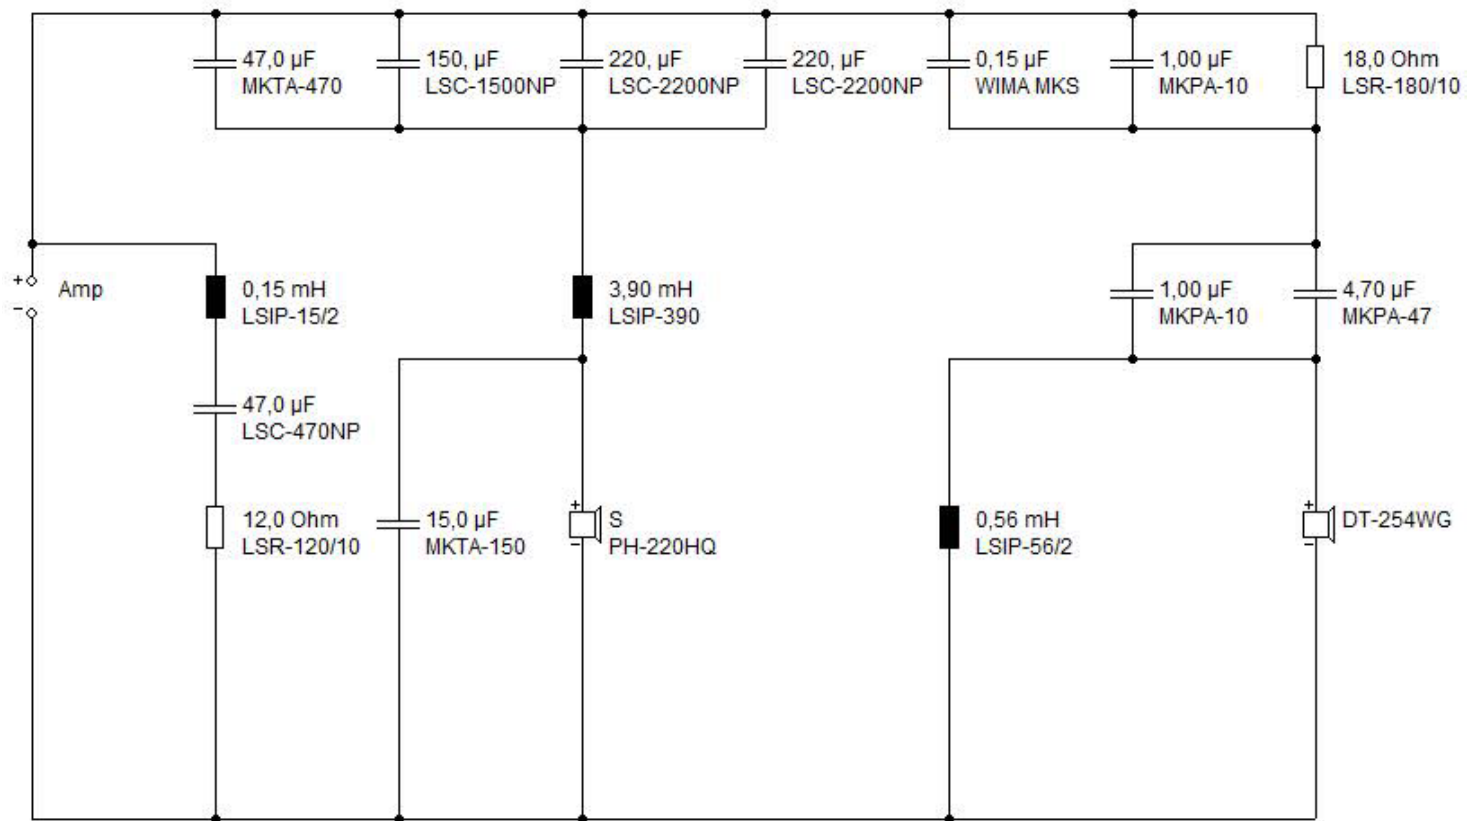 47,0 µF
MKTA-470
150, µF
LSC-1500NP
220, µF
LSC-2200NP
220, µF
LSC-2200NP
0,15 µF
WIMA MKS
1,00 µF
MKPA-10
18,0 Ohm
LSR-180/10
+
-
Amp
0,15 mH
LSIP-15/2
3,90 mH
LSIP-390
1,00 µF
MKPA-10
4,70 µF
MKPA-47
47,0 µF
LSC-470NP
12,0 Ohm
LSR-120/10
15,0 µF
MKTA-150
+
-
S
PH-220HQ
0,56 mH
LSIP-56/2
+
-
DT-254WG